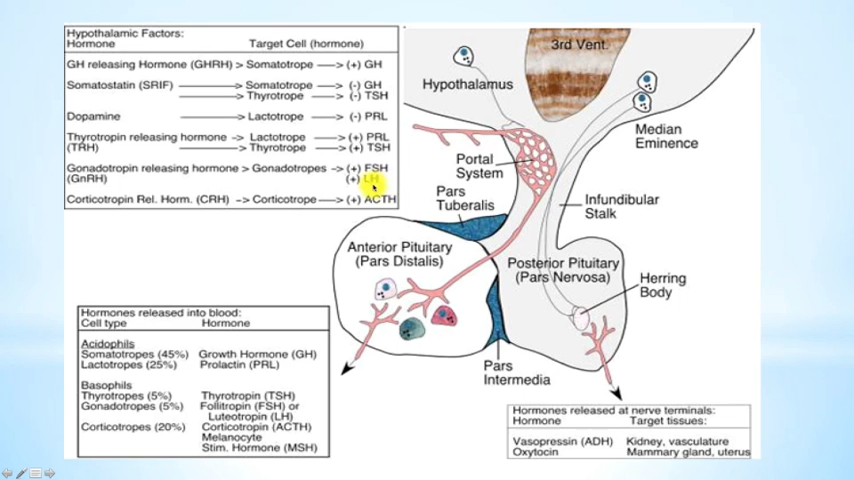 Hypothalamic Factors:
Hormone Target Cell (hormone)
GH releasing Hormone (GHRH) > Somatotrope ——> (+) GH
Somatostatin (SRIF) ————> Somatotrope ——> (-) GH
————> Thyrotrope ——> (-) TSH
Dopamine ————> Lactotrope ——> (-) PRL
Thyrotropin releasing hormone -> Lactotrope ——> (+) PRL
(TRH) ————> Thyrotrope ——> (+) TSH
Gonadotropin releasing hormone > Gonadotropes -> (+) FSH
(GnRH) (+) LH
Corticotropin Rel. Horm. (CRH) -> Corticotrope ——> (+) ACTH
3rd Vent.
Hypothalamus
Median
Eminence
Portal
System
Pars
Tuberalis
Infundibular
Stalk
Anterior Pituitary
(Pars Distalis)
Posterior Pituitary
(Pars Nervosa)
Herring
Body
Pars
Intermedia
Hormones released into blood:
Cell type Hormone
Acidophils
Somatotropes (45%) Growth Hormone (GH)
Lactotropes (25%) Prolactin (PRL)
Basophils
Thyrotropes (5%) Thyrotropin (TSH)
Gonadotropes (5%) Follitropin (FSH) or
Luteotropin (LH)
Corticotropes (20%) Corticotropin (ACTH)
Melanocyte
Stim. Hormone (MSH)
Hormones released at nerve terminals:
Hormone Target tissues:
Vasopressin (ADH) Kidney, vasculature
Oxytocin Mammary gland, uterus